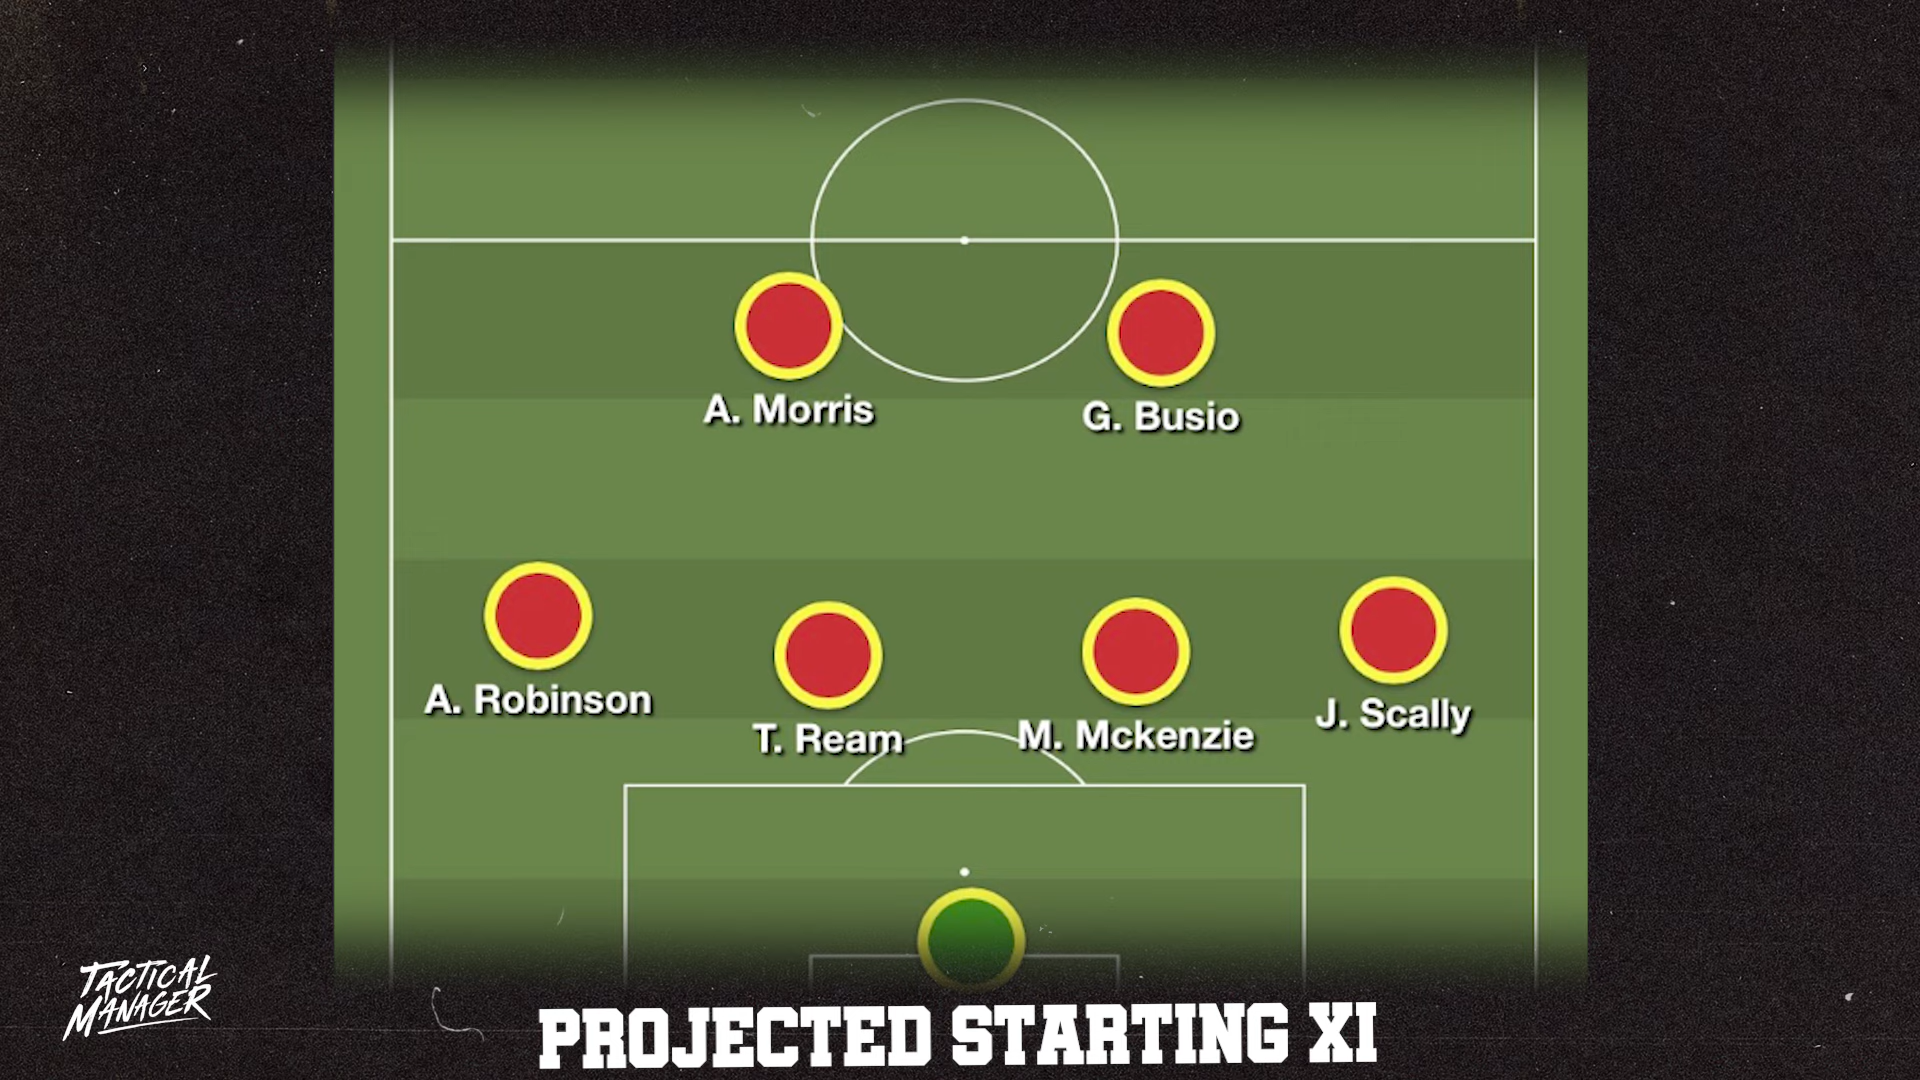 A. Morris
G. Busio
A. Robinson
T. Ream
M. Mckenzie
J. Scally
TACTICAL
MANAGER
PROJECTED STARTING XI